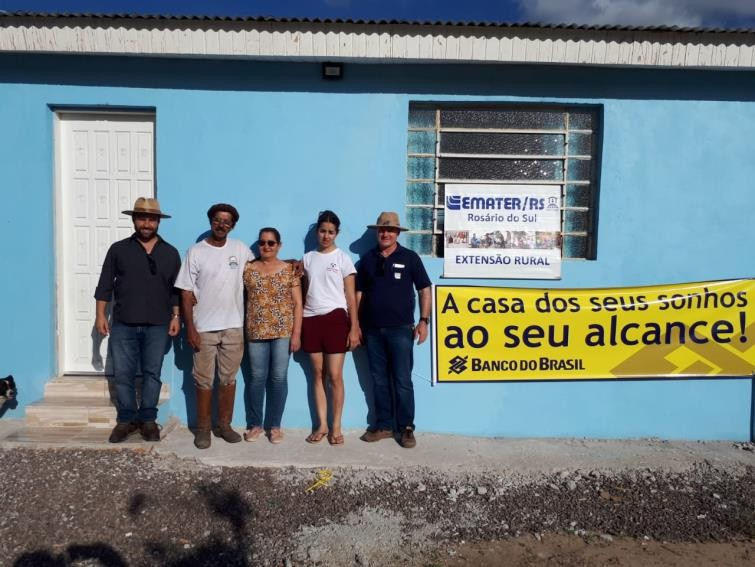 EMATER/RS
Rosário do Sul
EXTENSÃO RURAL
A casa dos seus sonhos
ao seu alcance!
BANCO DO BRASIL